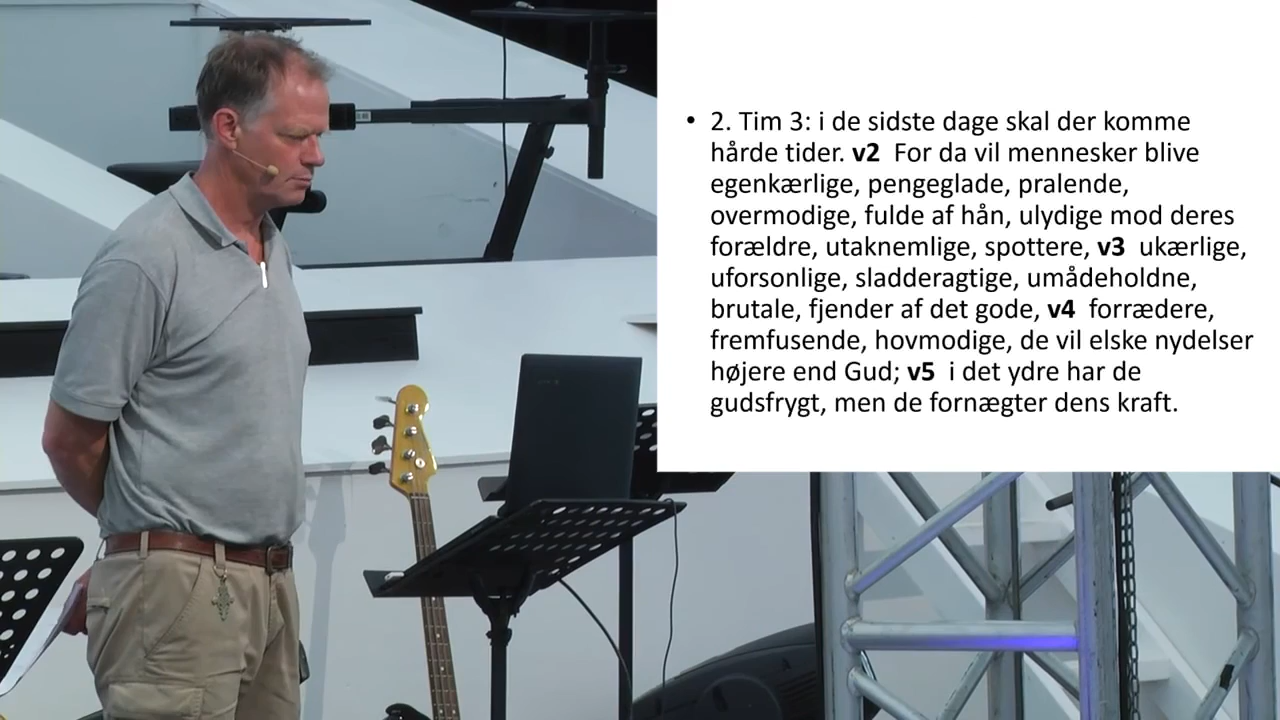 • 2. Tim 3: i de sidste dage skal der komme
hårde tider. v2  For da vil mennesker blive
egenkærlige, pengeglade, pralende,
overmodige, fulde af hån, ulydige mod deres
forældre, utaknemlige, spottere, v3  ukærlige,
uforsonlige, sladderagtige, umådeholdne,
brutale, fjender af det gode, v4  forrædere,
fremfusende, hovmodige, de vil elske nydelser
højere end Gud; v5  i det ydre har de
gudsfrygt, men de fornægter dens kraft.